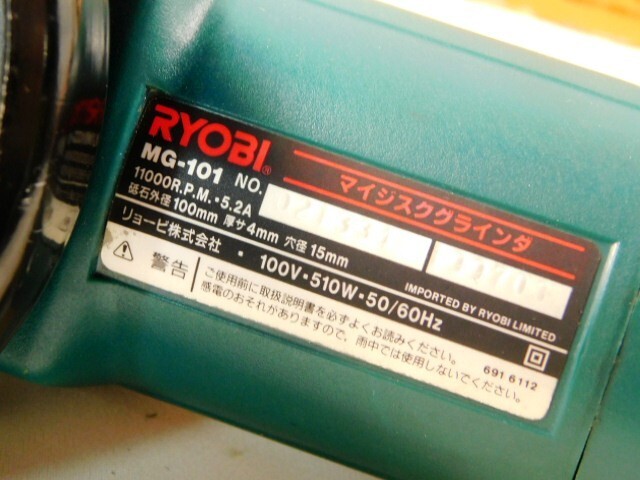 RYOBI®
マイジスクグラインダ
MG-101 NO.
11000R.P.M.・5.2A
砥石外径100mm 厚サ4mm 穴径15mm
リョービ株式会社・100V・510W・50/60Hz
IMPORTED BY RYOBI LIMITED
警告
ご使用前に取扱説明書を必ずよくお読みください。
感電のおそれがありますので、雨中では使用しないでください。
691 6112